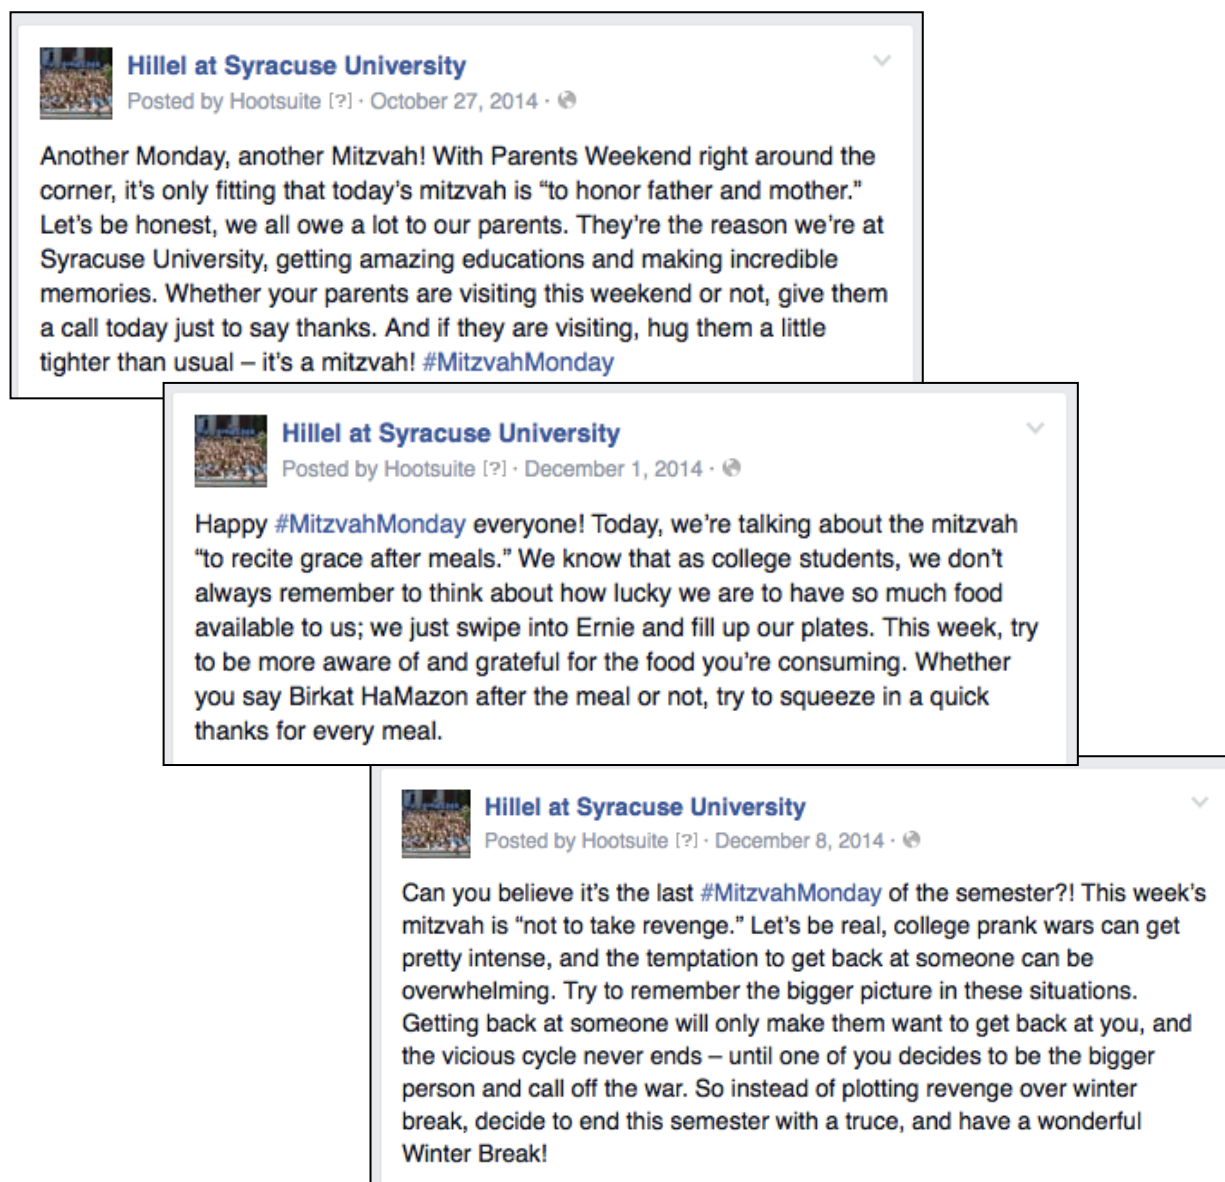 Hillel at Syracuse University
Posted by Hootsuite [?] · October 27, 2014 ·
Another Monday, another Mitzvah! With Parents Weekend right around the
corner, it’s only fitting that today’s mitzvah is “to honor father and mother.”
Let’s be honest, we all owe a lot to our parents. They’re the reason we’re at
Syracuse University, getting amazing educations and making incredible
memories. Whether your parents are visiting this weekend or not, give them
a call today just to say thanks. And if they are visiting, hug them a little
tighter than usual – it’s a mitzvah! #MitzvahMonday
Hillel at Syracuse University
Posted by Hootsuite [?] · December 1, 2014 ·
Happy #MitzvahMonday everyone! Today, we’re talking about the mitzvah
“to recite grace after meals.” We know that as college students, we don’t
always remember to think about how lucky we are to have so much food
available to us; we just swipe into Ernie and fill up our plates. This week, try
to be more aware of and grateful for the food you’re consuming. Whether
you say Birkat HaMazon after the meal or not, try to squeeze in a quick
thanks for every meal.
Hillel at Syracuse University
Posted by Hootsuite [?] · December 8, 2014 ·
Can you believe it’s the last #MitzvahMonday of the semester?! This week’s
mitzvah is “not to take revenge.” Let’s be real, college prank wars can get
pretty intense, and the temptation to get back at someone can be
overwhelming. Try to remember the bigger picture in these situations.
Getting back at someone will only make them want to get back at you, and
the vicious cycle never ends – until one of you decides to be the bigger
person and call off the war. So instead of plotting revenge over winter
break, decide to end this semester with a truce, and have a wonderful
Winter Break!